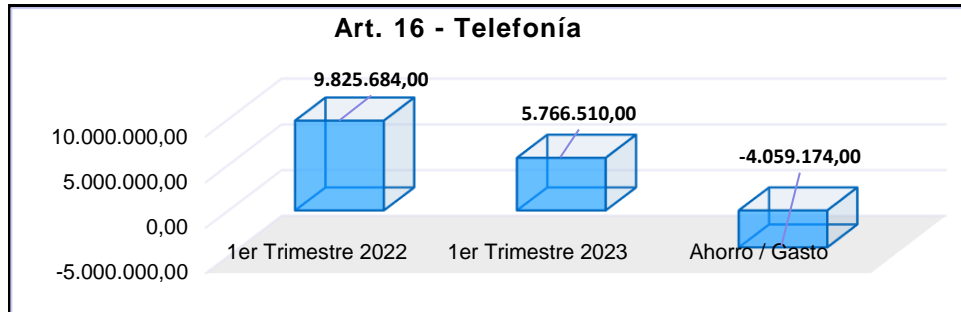 Art. 16 - Telefonía
9.825.684,00
5.766.510,00
-4.059.174,00
10.000.000,00
5.000.000,00
0,00
-5.000.000,00
1er Trimestre 2022
1er Trimestre 2023
Ahorro / Gasto